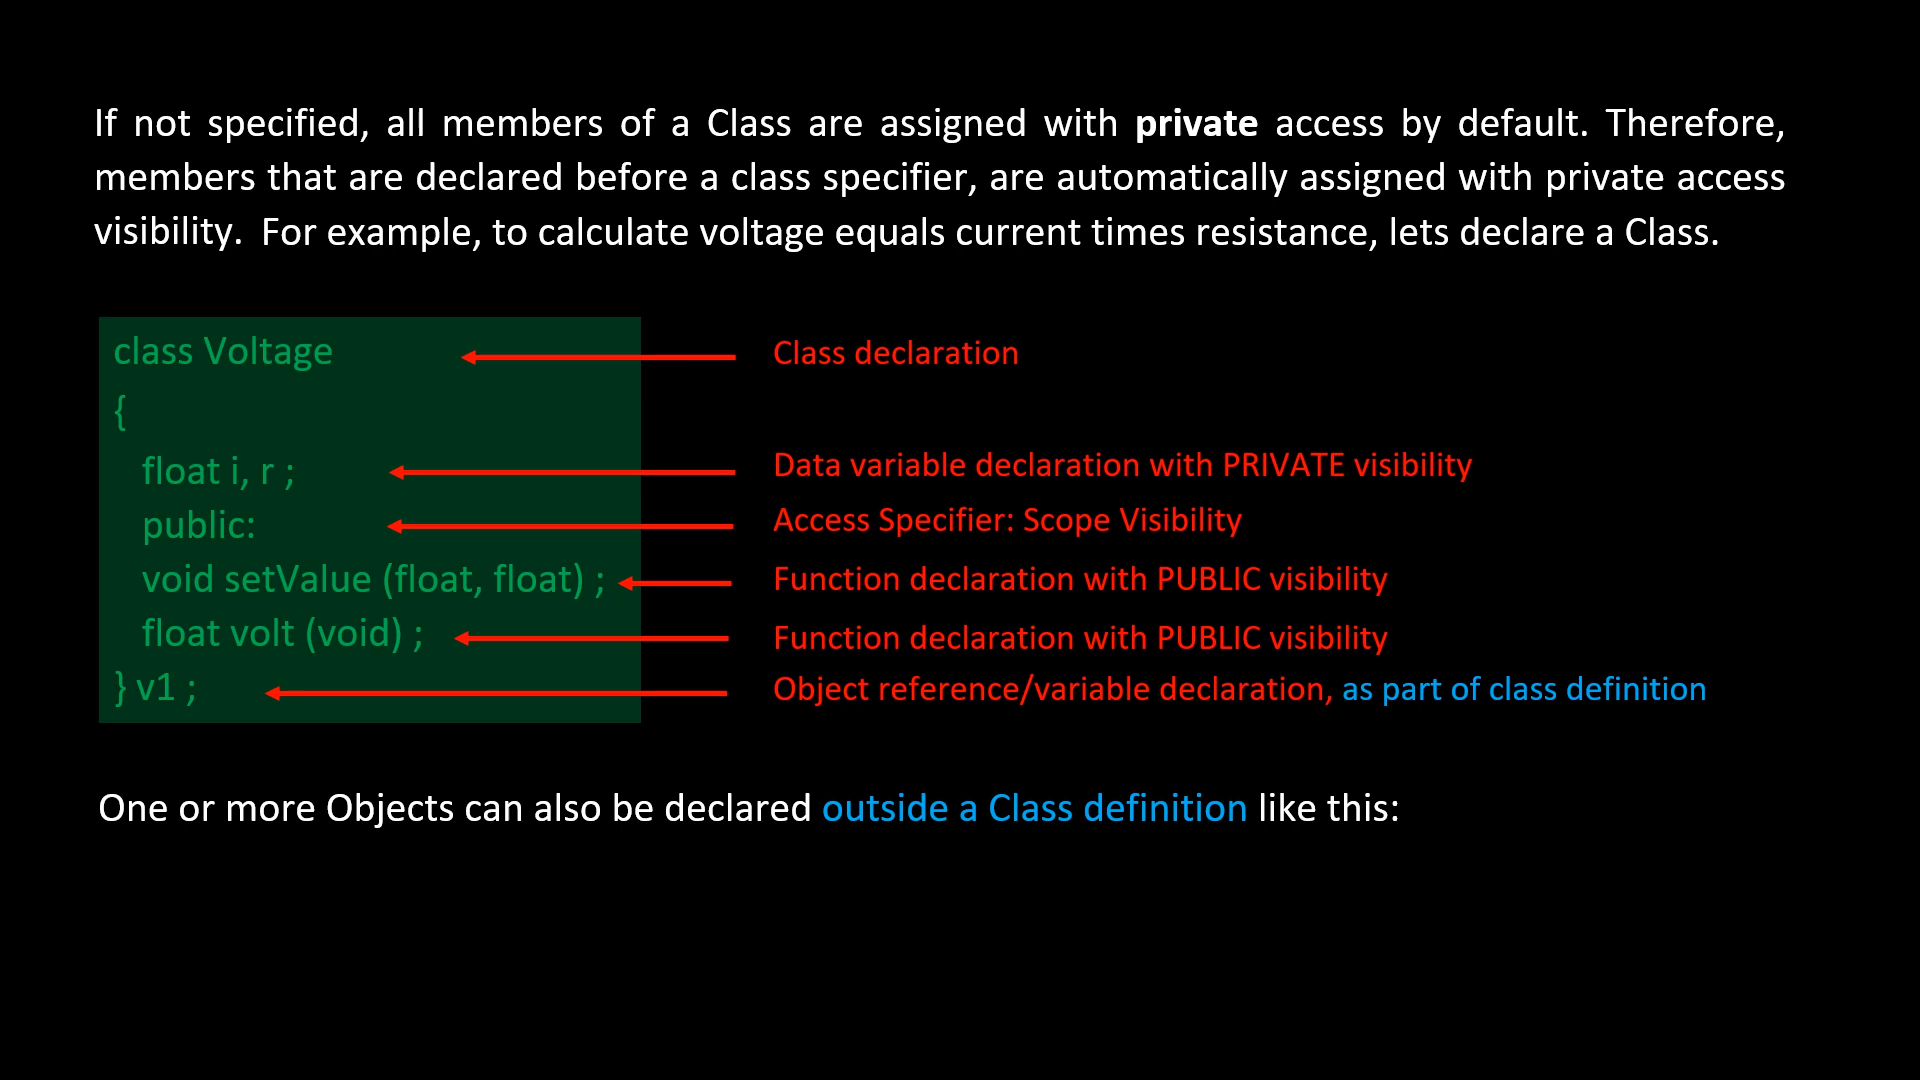 If not specified, all members of a Class are assigned with private access by default. Therefore,
members that are declared before a class specifier, are automatically assigned with private access
visibility. For example, to calculate voltage equals current times resistance, lets declare a Class.
class Voltage
Class declaration
{
float i, r ;
Data variable declaration with PRIVATE visibility
public:
Access Specifier: Scope Visibility
void setValue (float, float) ;
Function declaration with PUBLIC visibility
float volt (void) ;
Function declaration with PUBLIC visibility
} v1 ;
Object reference/variable declaration, as part of class definition
One or more Objects can also be declared outside a Class definition like this: